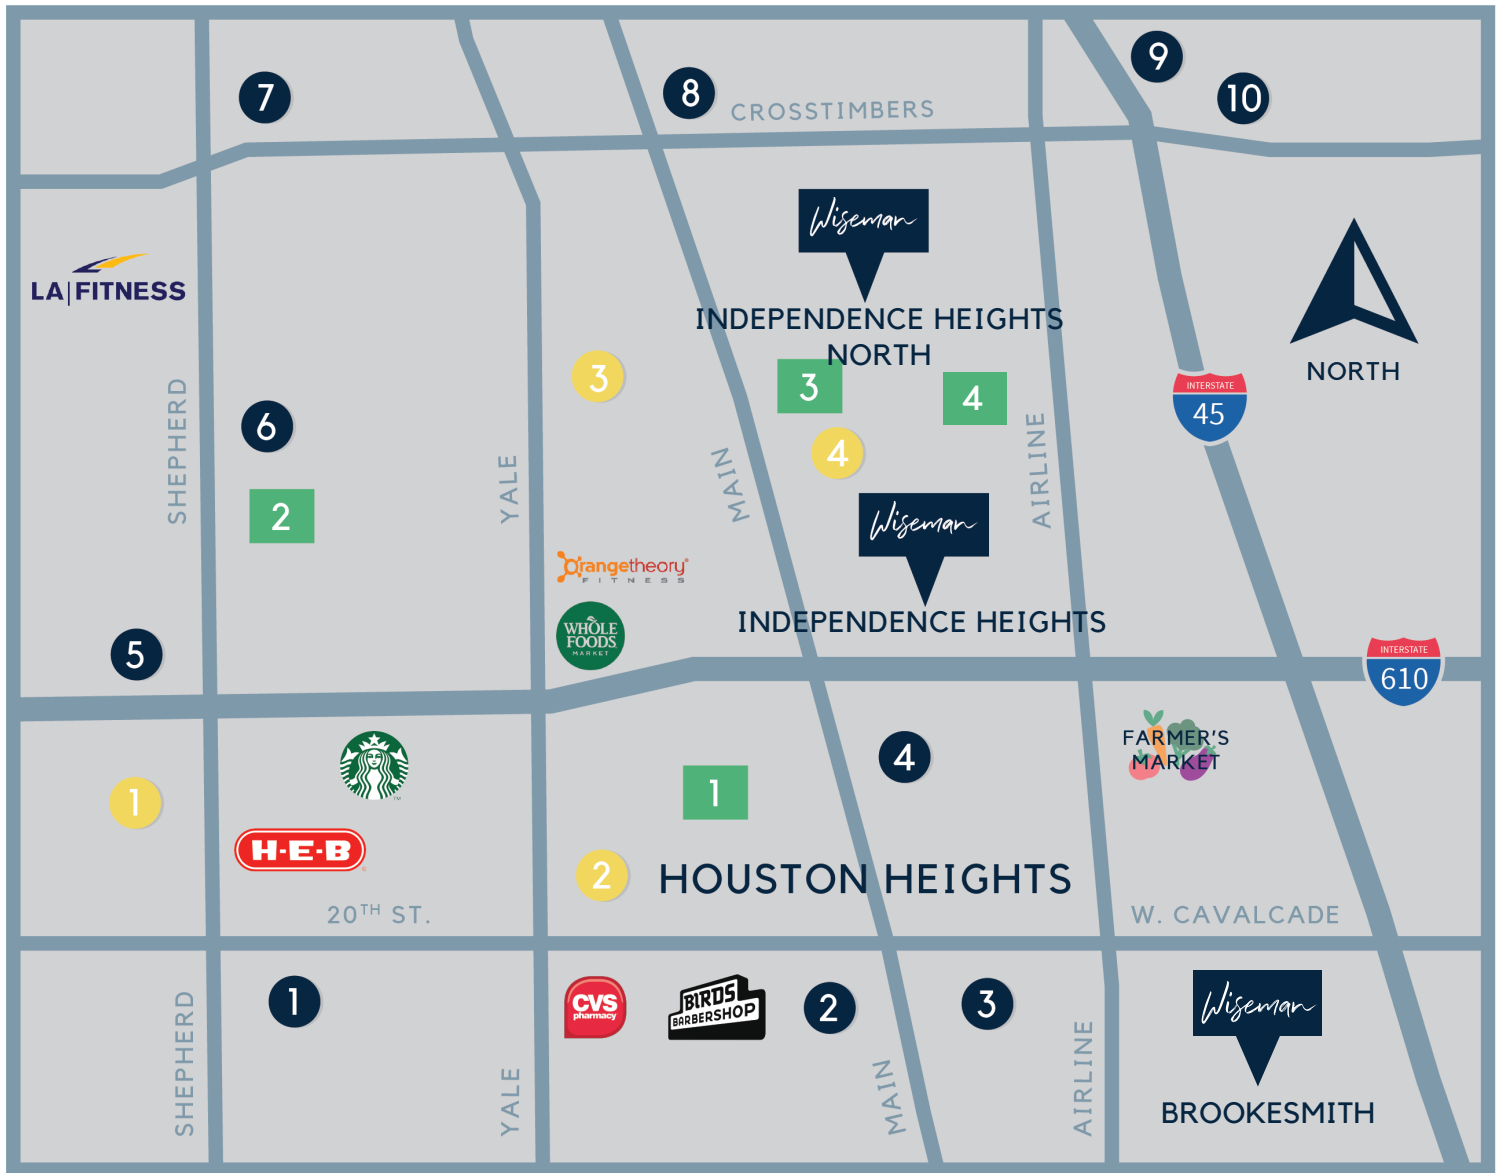 7
8
9
10
CROSSTIMBERS
Wiseman
LA|FITNESS
INDEPENDENCE HEIGHTS
NORTH
NORTH
3
3
4
INTERSTATE
45
SHEPHERD
6
YALE
MAIN
4
AIRLINE
2
Wiseman
Orangetheory®
FITNESS
WHOLE
FOODS
MARKET
INDEPENDENCE HEIGHTS
5
INTERSTATE
610
4
FARMER'S
MARKET
TM
1
1
H-E-B
®
2
HOUSTON HEIGHTS
20TH ST.
W. CAVALCADE
1
CVS
pharmacy
BIRDS
BARBERSHOP
2
3
Wiseman
SHEPHERD
YALE
MAIN
AIRLINE
BROOKESMITH